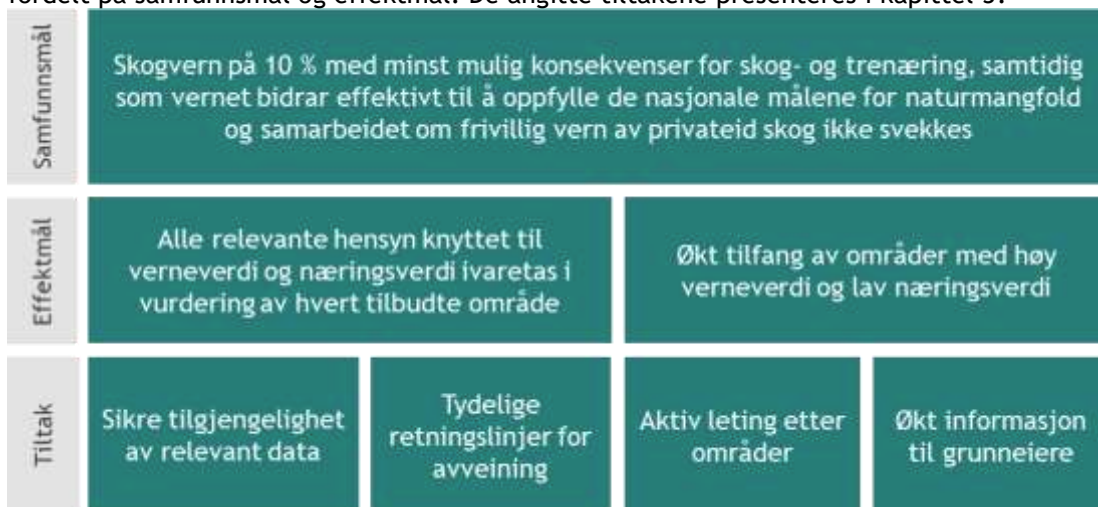 fordelt på samfunnsmål og effektmål. De angitte tiltakene presenteres i kapittel 5.
Samfunnsmål
Skogvern på 10 % med minst mulig konsekvenser for skog- og trenæring, samtidig
som vernet bidrar effektivt til å oppfylle de nasjonale målene for naturmangfold
og samarbeidet om frivillig vern av privateid skog ikke svekkes
Effektmål
Alle relevante hensyn knyttet til
verneverdi og næringsverdi ivaretas i
vurdering av hvert tilbudte område
Økt tilfang av områder med høy
verneverdi og lav næringsverdi
Tiltak
Sikre tilgjengelighet
av relevant data
Tydelige
retningslinjer for
avveining
Aktiv leting etter
områder
Økt informasjon
til grunneiere